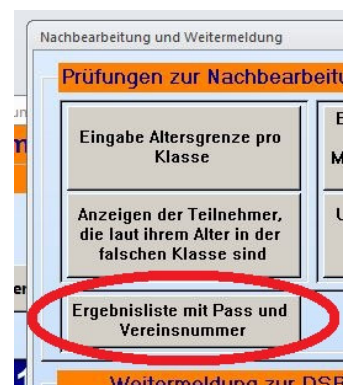 Nachbearbeitung und Weitermeldung
Prüfungen zur Nachbearbeitu
Eingabe Altersgrenze pro
Klasse
E
M
Anzeigen der Teilnehmer,
die laut ihrem Alter in der
falschen Klasse sind
U
Ergebnisliste mit Pass und
Vereinsnummer
Weitermeldung zur DSB